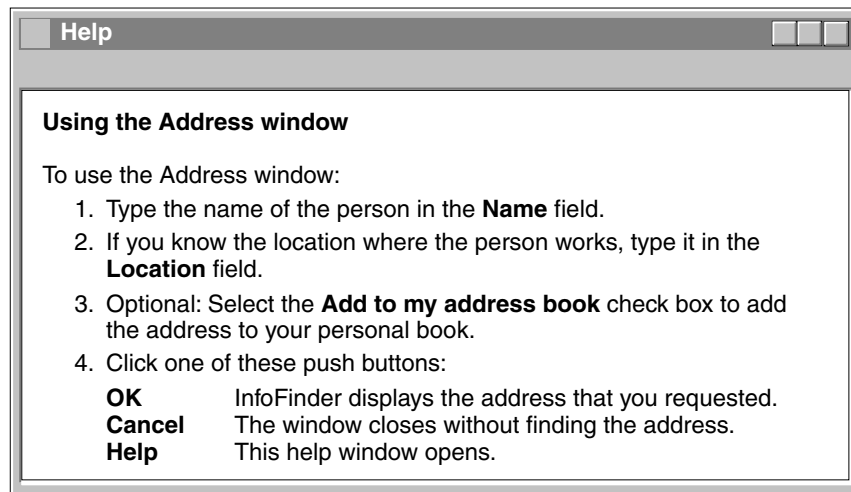 Help
Using the Address window
To use the Address window:
1. Type the name of the person in the Name field.
2. If you know the location where the person works, type it in the
Location field.
3. Optional: Select the Add to my address book check box to add
the address to your personal book.
4. Click one of these push buttons:
OK InfoFinder displays the address that you requested.
Cancel The window closes without finding the address.
Help This help window opens.